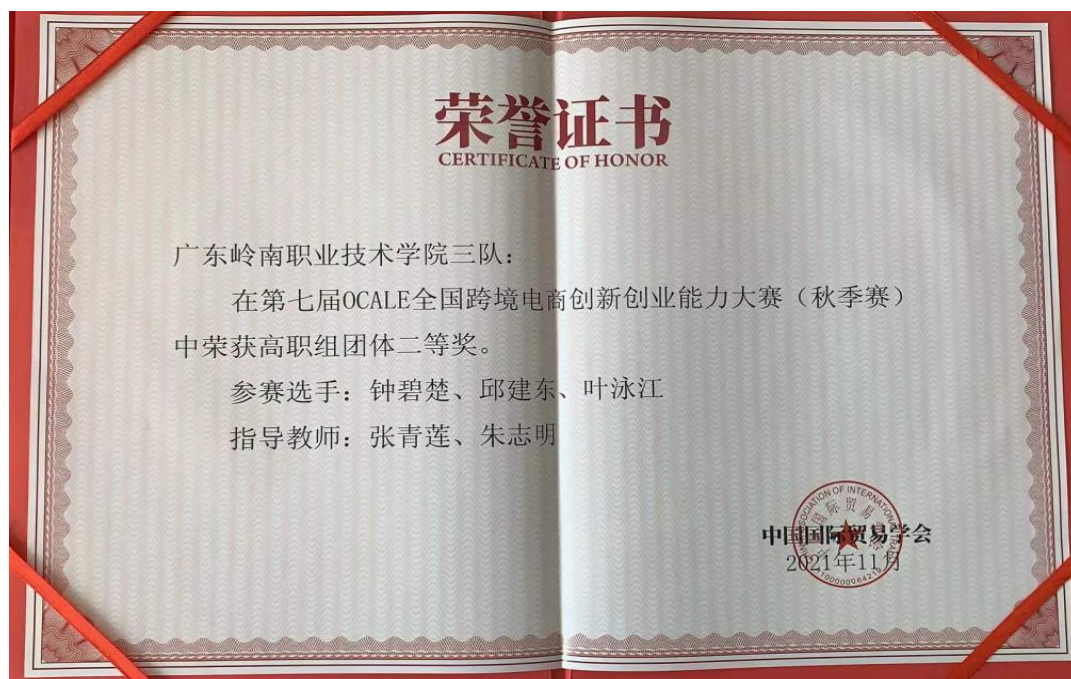 荣誉证书
CERTIFICATE OF HONOR
广东岭南职业技术学院三队：
在第七届OCALE全国跨境电商创新创业能力大赛（秋季赛）
中荣获高职组团体二等奖。
参赛选手：钟碧楚、邱建东、叶泳江
指导教师：张青莲、朱志明
中国国际贸易学会
2021年11月